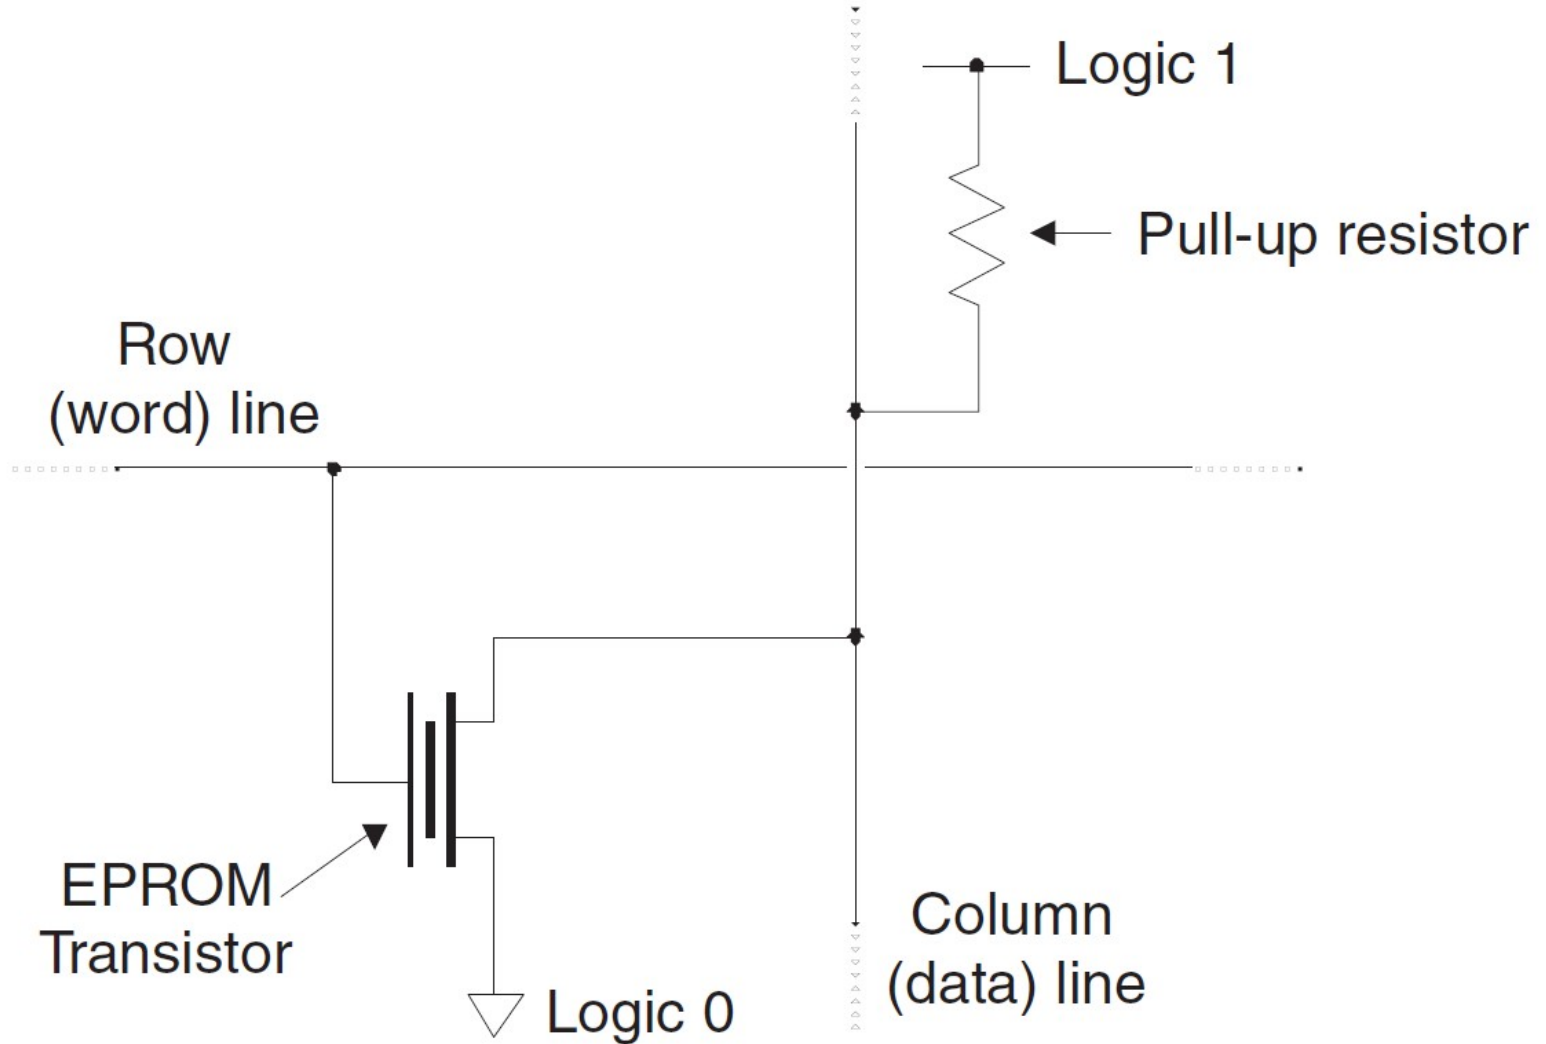 Logic 1
Pull-up resistor
Row
(word) line
EPROM
Transistor
Column
(data) line
Logic 0